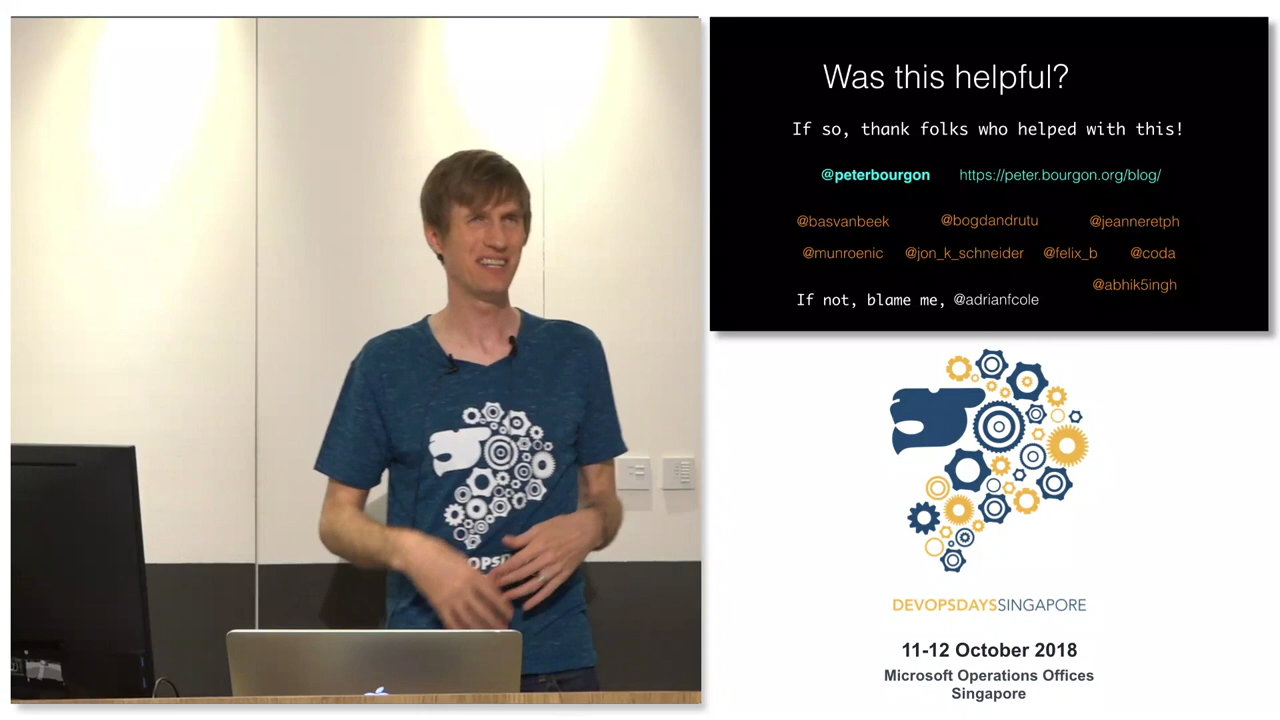 Was this helpful?
If so, thank folks who helped with this!
@peterbourgon https://peter.bourgon.org/blog/
@basvanbeek @bogdandrutu @jeanneretph
@munroenic @jon_k_schneider @felix_b @coda
@abhik5ingh
If not, blame me, @adrianfcole
DEVOPSDAYSSINGAPORE
11-12 October 2018
Microsoft Operations Offices
Singapore